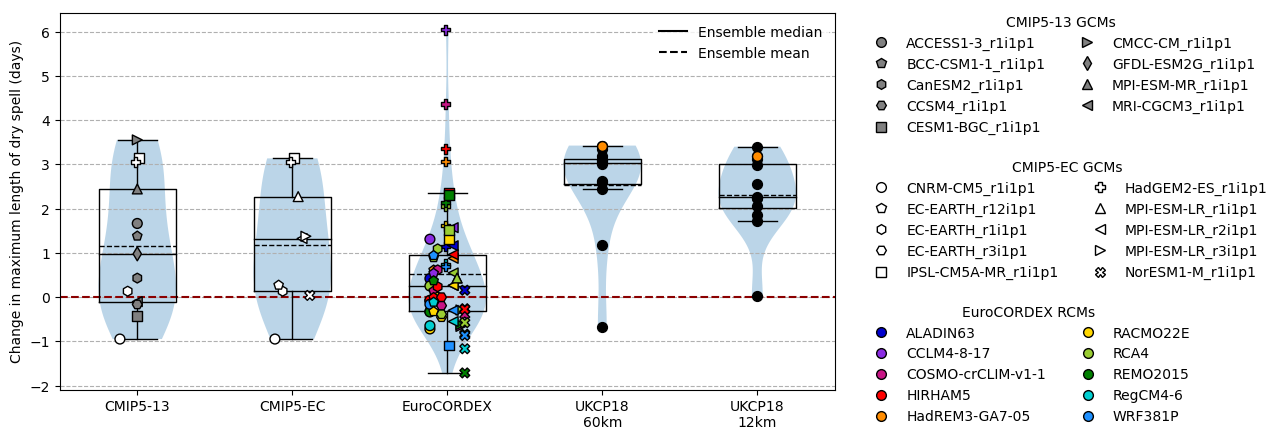 Change in maximum length of dry spell (days)
6
5
4
3
2
1
0
−1
−2
Ensemble median
Ensemble mean
CMIP5-13
CMIP5-EC
EuroCORDEX
UKCP18
60km
UKCP18
12km
CMIP5-13 GCMs
ACCESS1-3_r1i1p1
BCC-CSM1-1_r1i1p1
CanESM2_r1i1p1
CCSM4_r1i1p1
CESM1-BGC_r1i1p1
CMCC-CM_r1i1p1
GFDL-ESM2G_r1i1p1
MPI-ESM-MR_r1i1p1
MRI-CGCM3_r1i1p1
CMIP5-EC GCMs
CNRM-CM5_r1i1p1
EC-EARTH_r12i1p1
EC-EARTH_r1i1p1
EC-EARTH_r3i1p1
IPSL-CM5A-MR_r1i1p1
HadGEM2-ES_r1i1p1
MPI-ESM-LR_r1i1p1
MPI-ESM-LR_r2i1p1
MPI-ESM-LR_r3i1p1
NorESM1-M_r1i1p1
EuroCORDEX RCMs
ALADIN63
CCLM4-8-17
COSMO-crCLIM-v1-1
HIRHAM5
HadREM3-GA7-05
RACMO22E
RCA4
REMO2015
RegCM4-6
WRF381P